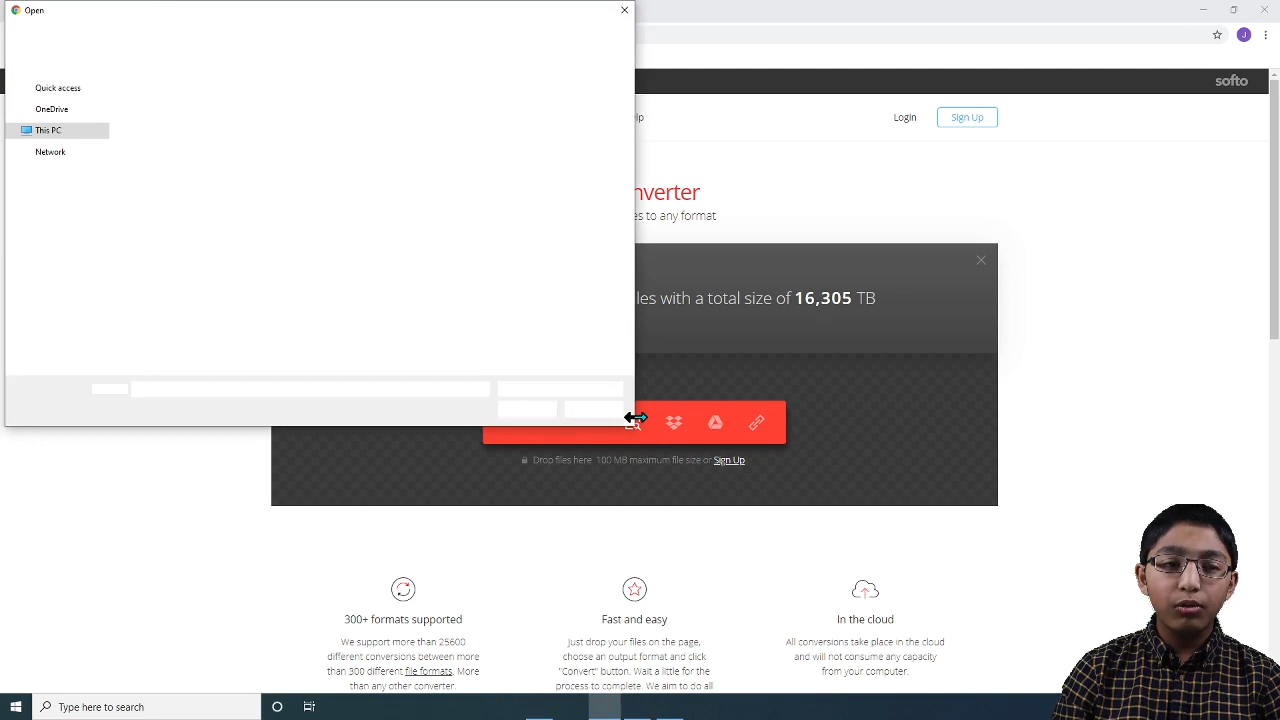 Open
Quick access
OneDrive
This PC
Network
J
softo
lp
Login
Sign Up
nverter
es to any format
les with a total size of 16,305 TB
Drop files here. 100 MB maximum file size or Sign Up
300+ formats supported
We support more than 25600
different conversions between more
than 300 different file formats. More
than any other converter.
Fast and easy
Just drop your files on the page,
choose an output format and click
"Convert" button. Wait a little for the
process to complete. We aim to do all
In the cloud
All conversions take place in the cloud
and will not consume any capacity
from your computer.
Type here to search